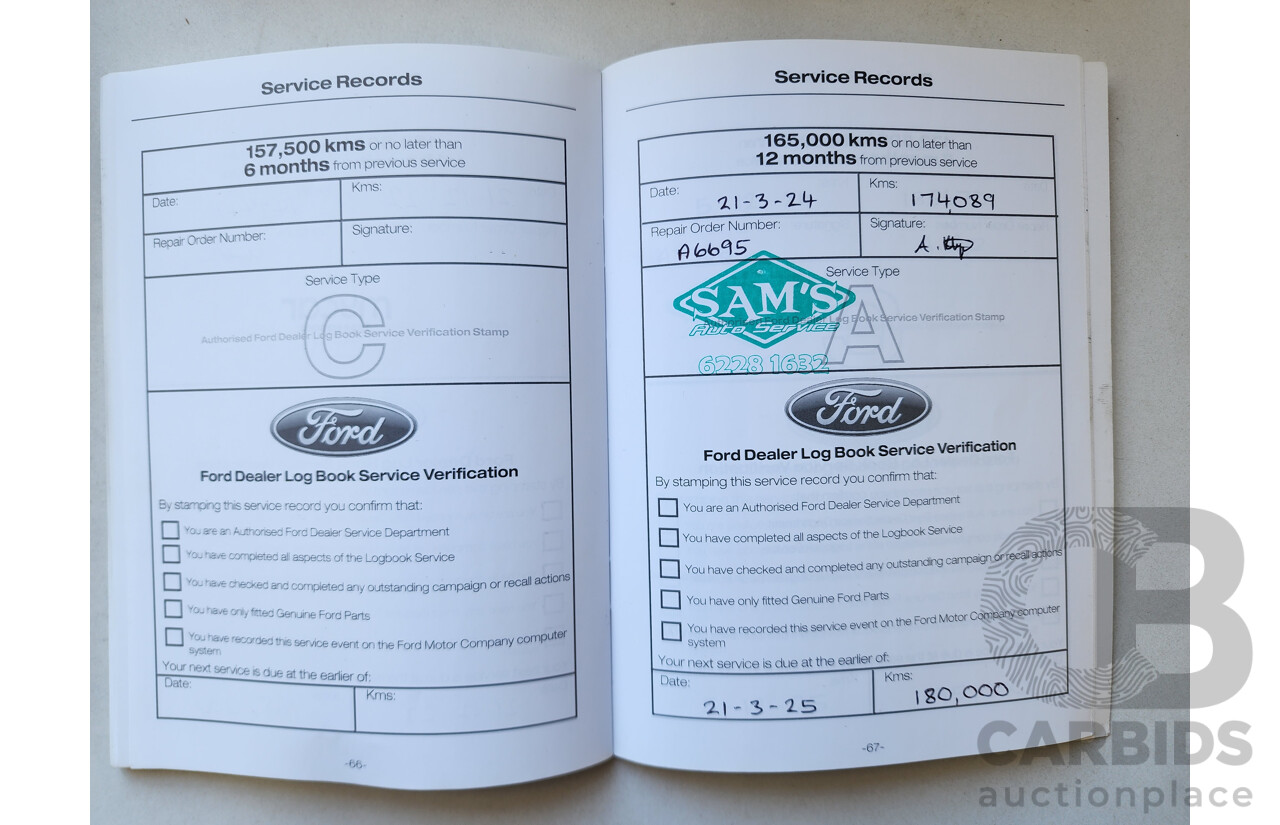 Service Records
157,500 kms or no later than
6 months from previous service
Date:
Kms:
Repair Order Number:
Signature:
Service Type
C
Authorised Ford Dealer Log Book Service Verification Stamp
Ford
Ford Dealer Log Book Service Verification
By stamping this service record you confirm that:
You are an Authorised Ford Dealer Service Department
You have completed all aspects of the Logbook Service
You have checked and completed any outstanding campaign or recall actions
You have only fitted Genuine Ford Parts
You have recorded this service event on the Ford Motor Company computer
system
Your next service is due at the earlier of:
Date:
Kms:
-66-
Service Records
165,000 kms or no later than
12 months from previous service
Date: 21-3-24
Kms: 174,089
Repair Order Number:
A6695
Signature:
A.
Service Type
SAM'S
Auto Service
6228 1632
A
Authorised Ford Dealer Log Book Service Verification Stamp
Ford
Ford Dealer Log Book Service Verification
By stamping this service record you confirm that:
You are an Authorised Ford Dealer Service Department
You have completed all aspects of the Logbook Service
You have checked and completed any outstanding campaign or recall actions
You have only fitted Genuine Ford Parts
You have recorded this service event on the Ford Motor Company computer
system
Your next service is due at the earlier of:
Date:
21-3-25
Kms:
180,000
-67-
CB
CARBIDS
auctionplace